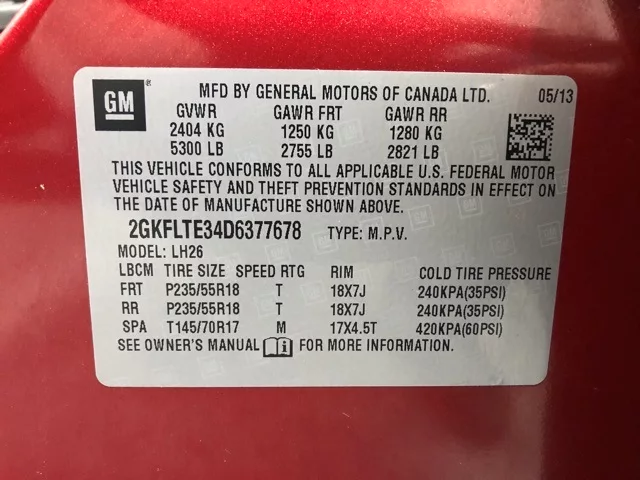 GM ® MFD BY GENERAL MOTORS OF CANADA LTD. 05/13
GVWR GAWR FRT GAWR RR
2404 KG 1250 KG 1280 KG
5300 LB 2755 LB 2821 LB
THIS VEHICLE CONFORMS TO ALL APPLICABLE U.S. FEDERAL MOTOR
VEHICLE SAFETY AND THEFT PREVENTION STANDARDS IN EFFECT ON
THE DATE OF MANUFACTURE SHOWN ABOVE.
2GKFLTE34D6377678 TYPE: M.P.V.
MODEL: LH26
LBCM TIRE SIZE SPEED RTG RIM COLD TIRE PRESSURE
FRT P235/55R18 T 18X7J 240KPA(35PSI)
RR P235/55R18 T 18X7J 240KPA(35PSI)
SPA T145/70R17 M 17X4.5T 420KPA(60PSI)
SEE OWNER'S MANUAL i FOR MORE INFORMATION.